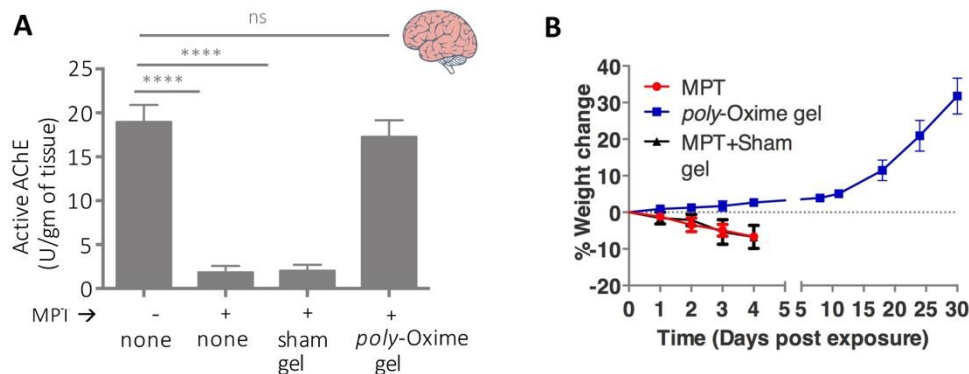 A
ns
****
****
25
20
15
10
5
0
Active AChE
(U/gm of tissue)
MPT → - + + +
none none sham poly-Oxime
gel gel
B
40
30
20
10
0
-10
-20
% Weight change
MPT
poly-Oxime gel
MPT+Sham
gel
0 1 2 3 4 5 5 10 15 20 25 30
Time (Days post exposure)